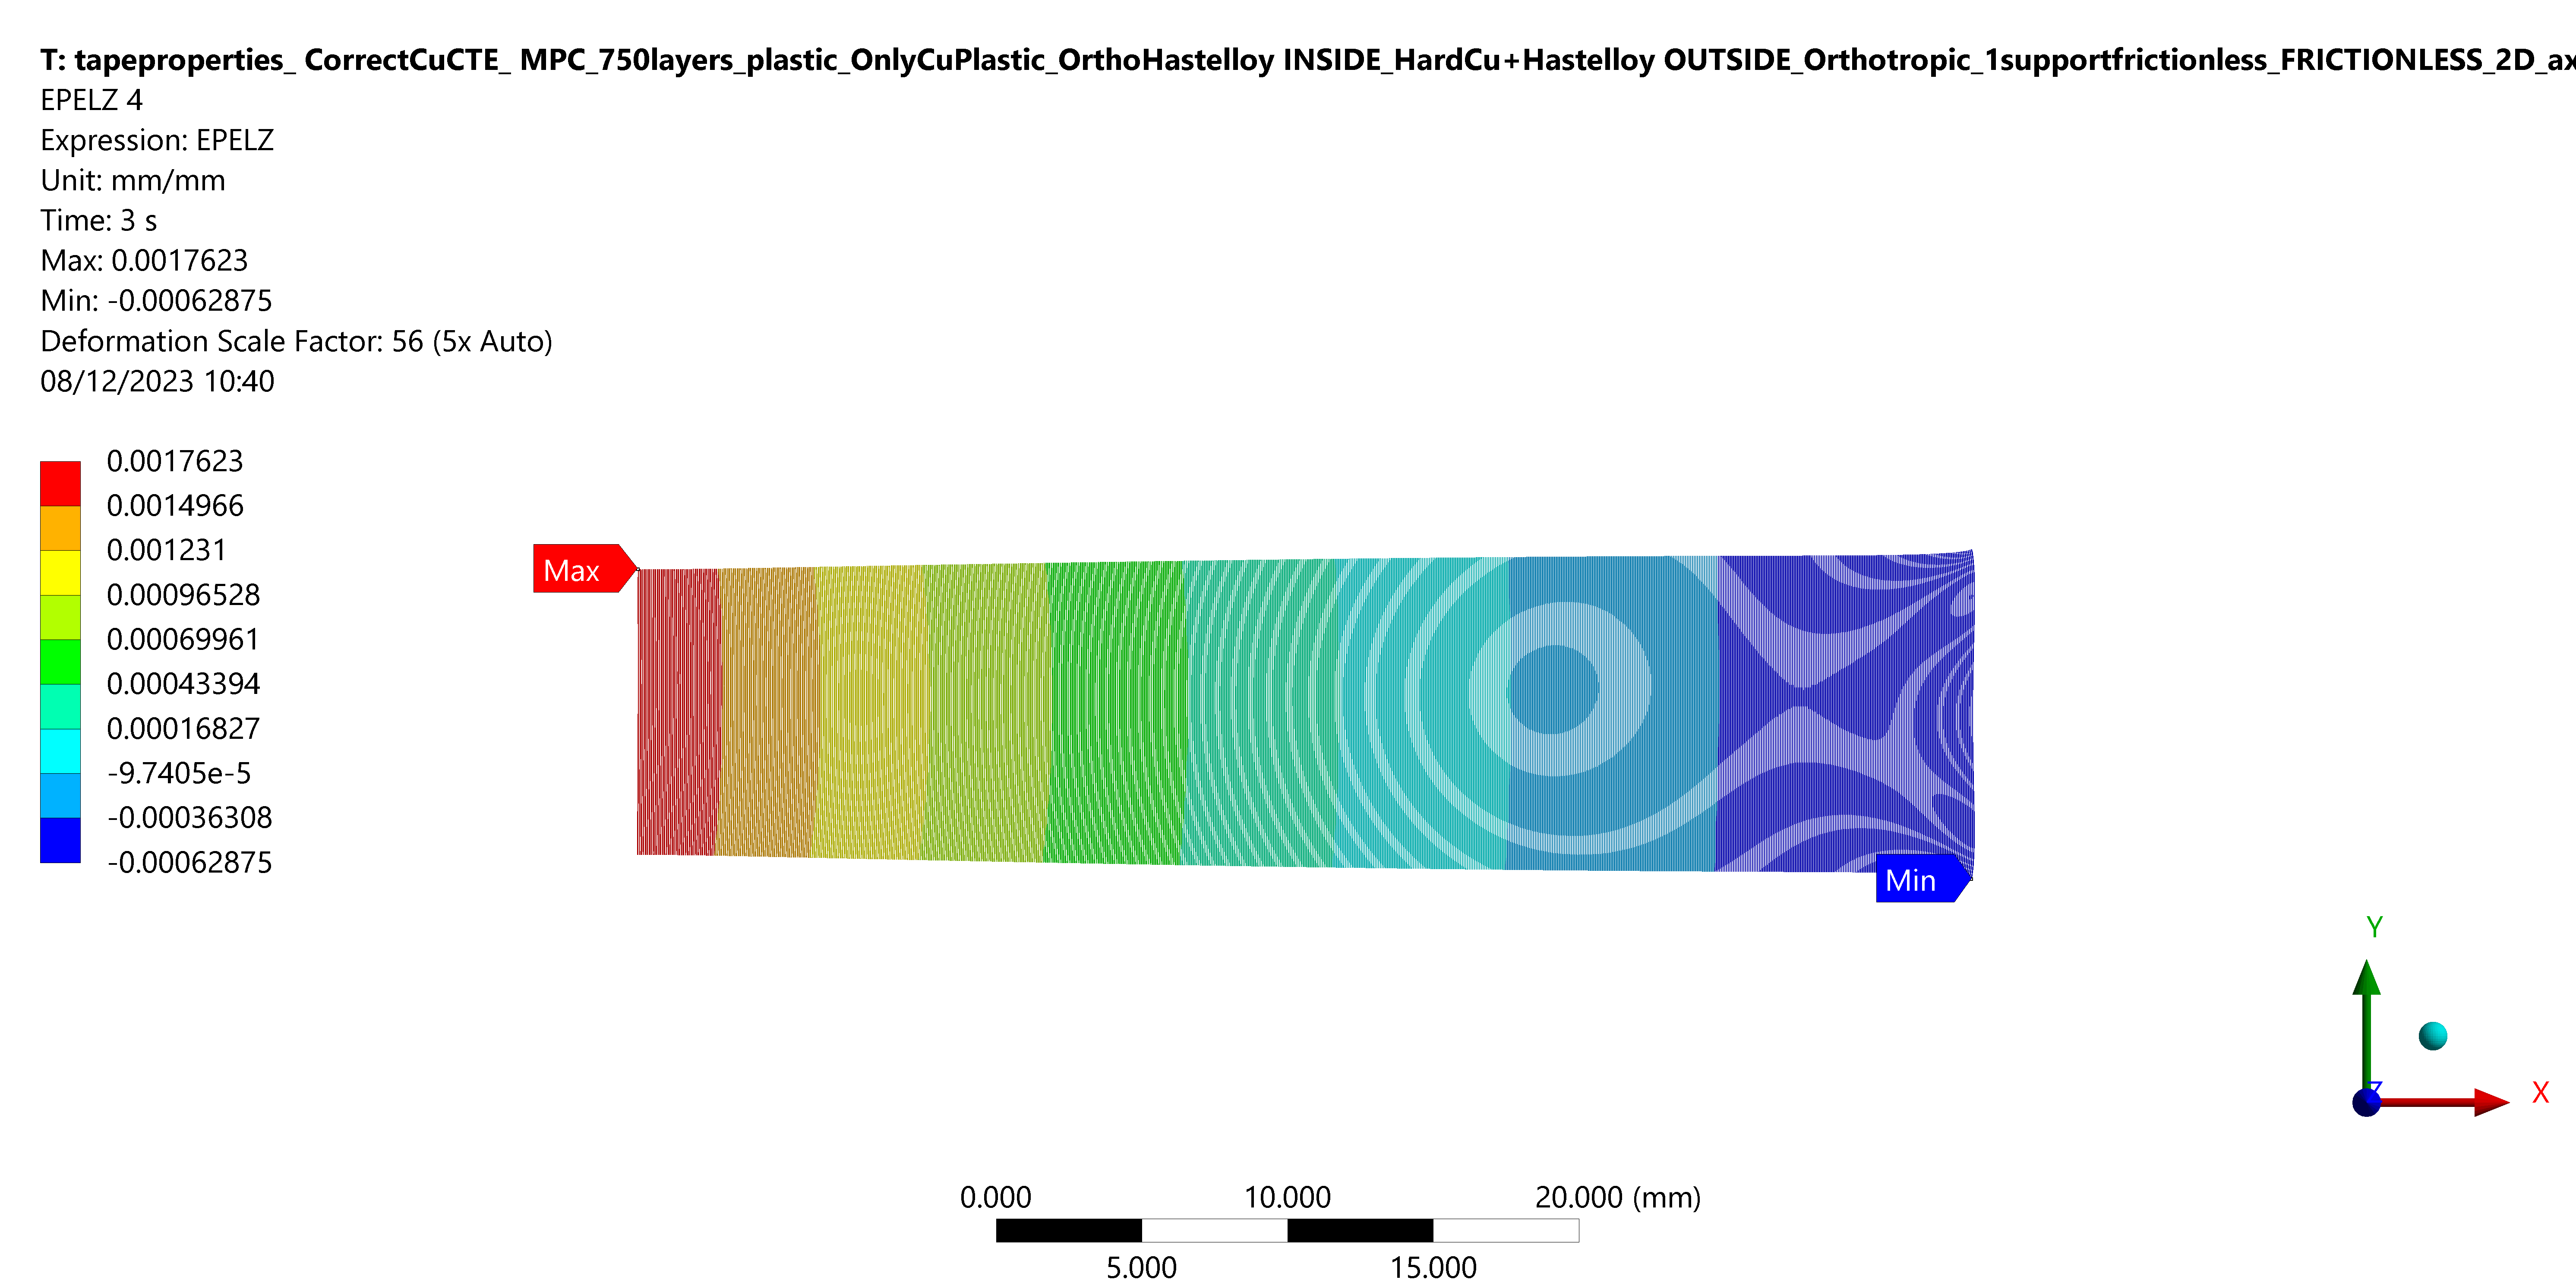 T: tapeproperties_ CorrectCuCTE_ MPC_750layers_plastic_OnlyCuPlastic_OrthoHastelloy INSIDE_HardCu+Hastelloy OUTSIDE_Orthotropic_1supportfrictionless_FRICTIONLESS_2D_ax
EPELZ 4
Expression: EPELZ
Unit: mm/mm
Time: 3 s
Max: 0.0017623
Min: -0.00062875
Deformation Scale Factor: 56 (5x Auto)
08/12/2023 10:40
0.0017623
0.0014966
0.001231
0.00096528
0.00069961
0.00043394
0.00016827
-9.7405e-5
-0.00036308
-0.00062875
Max
Min
Y
Z
X
0.000 10.000 20.000 (mm)
5.000 15.000